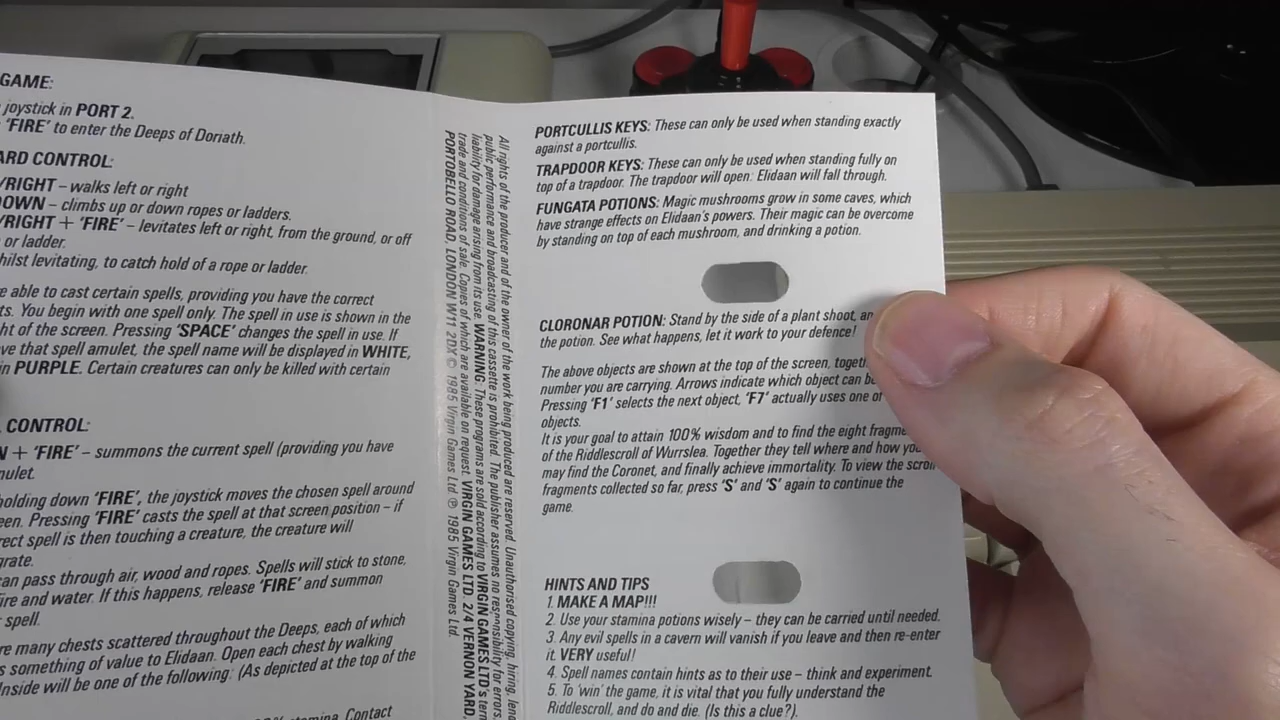 GAME:
joystick in PORT 2.
'FIRE' to enter the Deeps of Doriath.
ARD CONTROL:
/RIGHT – walks left or right
OWN – climbs up or down ropes or ladders.
/RIGHT + 'FIRE' – levitates left or right, from the ground, or off
or ladder.
hilst levitating, to catch hold of a rope or ladder.
e able to cast certain spells, providing you have the correct
ts. You begin with one spell only. The spell in use is shown in the
ht of the screen. Pressing 'SPACE' changes the spell in use. If
ve that spell amulet, the spell name will be displayed in WHITE,
in PURPLE. Certain creatures can only be killed with certain
CONTROL:
N + 'FIRE' – summons the current spell (providing you have
mulet.
holding down 'FIRE', the joystick moves the chosen spell around
een. Pressing 'FIRE' casts the spell at that screen position – if
rect spell is then touching a creature, the creature will
grate.
can pass through air, wood and ropes. Spells will stick to stone,
ire and water. If this happens, release 'FIRE' and summon
spell.
re many chests scattered throughout the Deeps, each of which
s something of value to Elidaan. Open each chest by walking
Inside will be one of the following: (As depicted at the top of the
stamina. Contact
All rights of the producer and of the owner of the work being produced are reserved. Unauthorised copying, hiring, lend
public performance and broadcasting of this cassette is prohibited. The publisher assumes no responsibility for errors,
liability for damage arising from its use. WARNING: These programs are sold according to VIRGIN GAMES LTD's term
trade and conditions of sale. Copies of which are available on request. VIRGIN GAMES LTD. 2/4 VERNON YARD,
PORTOBELLO ROAD, LONDON W11 2DX © 1985 Virgin Games Ltd ℗ 1985 Virgin Games Ltd.
PORTCULLIS KEYS: These can only be used when standing exactly
against a portcullis.
TRAPDOOR KEYS: These can only be used when standing fully on
top of a trapdoor. The trapdoor will open: Elidaan will fall through.
FUNGATA POTIONS: Magic mushrooms grow in some caves, which
have strange effects on Elidaan's powers. Their magic can be overcome
by standing on top of each mushroom, and drinking a potion.
CLORONAR POTION: Stand by the side of a plant shoot, an
the potion. See what happens, let it work to your defence!
The above objects are shown at the top of the screen, togeth
number you are carrying. Arrows indicate which object can be
Pressing 'F1' selects the next object, 'F7' actually uses one of
objects.
It is your goal to attain 100% wisdom and to find the eight fragme
of the Riddlescroll of Wurrslea. Together they tell where and how you
may find the Coronet, and finally achieve immortality. To view the scroll
fragments collected so far, press 'S' and 'S' again to continue the
game.
HINTS AND TIPS
1. MAKE A MAP!!!
2. Use your stamina potions wisely – they can be carried until needed.
3. Any evil spells in a cavern will vanish if you leave and then re-enter
it. VERY useful!
4. Spell names contain hints as to their use – think and experiment.
5. To 'win' the game, it is vital that you fully understand the
Riddlescroll, and do and die. (Is this a clue?).